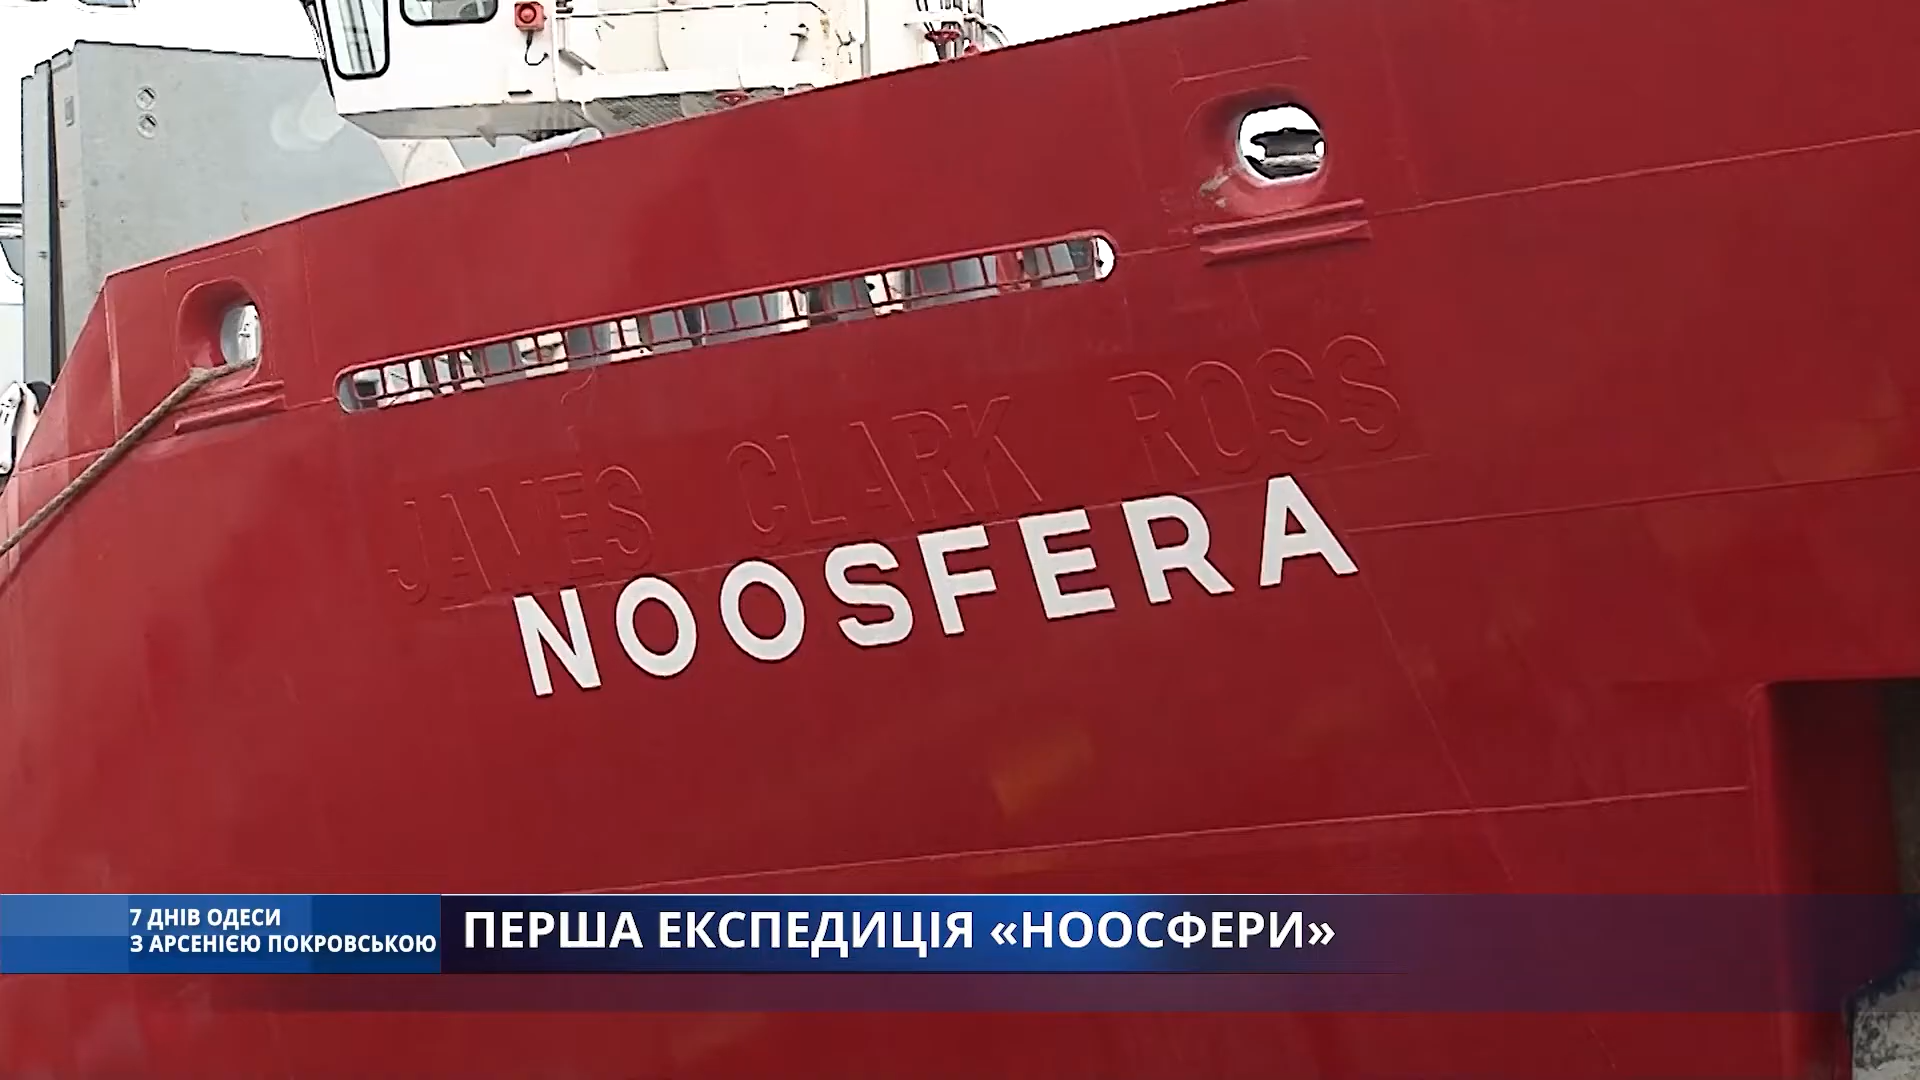 JAMES CLARK ROSS
NOOSFERA
7 ДНІВ ОДЕСИ
З АРСЕНІЄЮ ПОКРОВСЬКОЮ
ПЕРША ЕКСПЕДИЦІЯ «НООСФЕРИ»